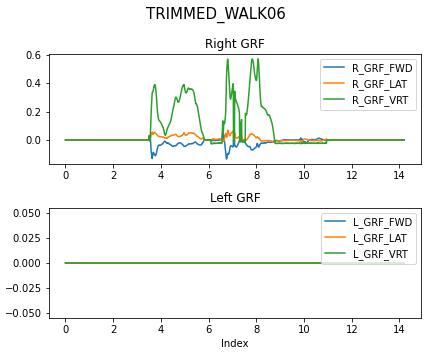 TRIMMED_WALK06
Right GRF
0.6
0.4
0.2
0.0
R_GRF_FWD
R_GRF_LAT
R_GRF_VRT
0 2 4 6 8 10 12 14
Left GRF
0.050
0.025
0.000
−0.025
−0.050
L_GRF_FWD
L_GRF_LAT
L_GRF_VRT
0 2 4 6 8 10 12 14
Index